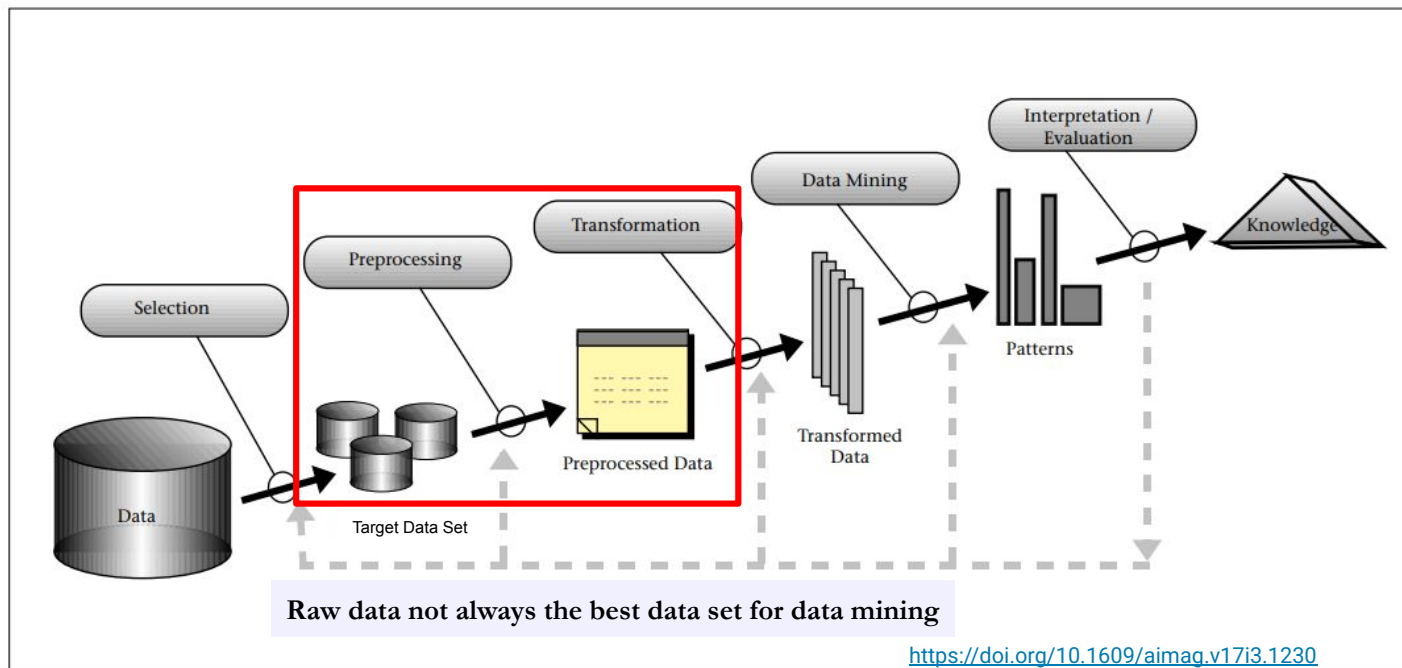 Interpretation /
Evaluation
Data Mining
Transformation
Knowledge
Preprocessing
Selection
Patterns
Transformed
Data
Preprocessed Data
Data
Target Data Set
Raw data not always the best data set for data mining
https://doi.org/10.1609/aimag.v17i3.1230